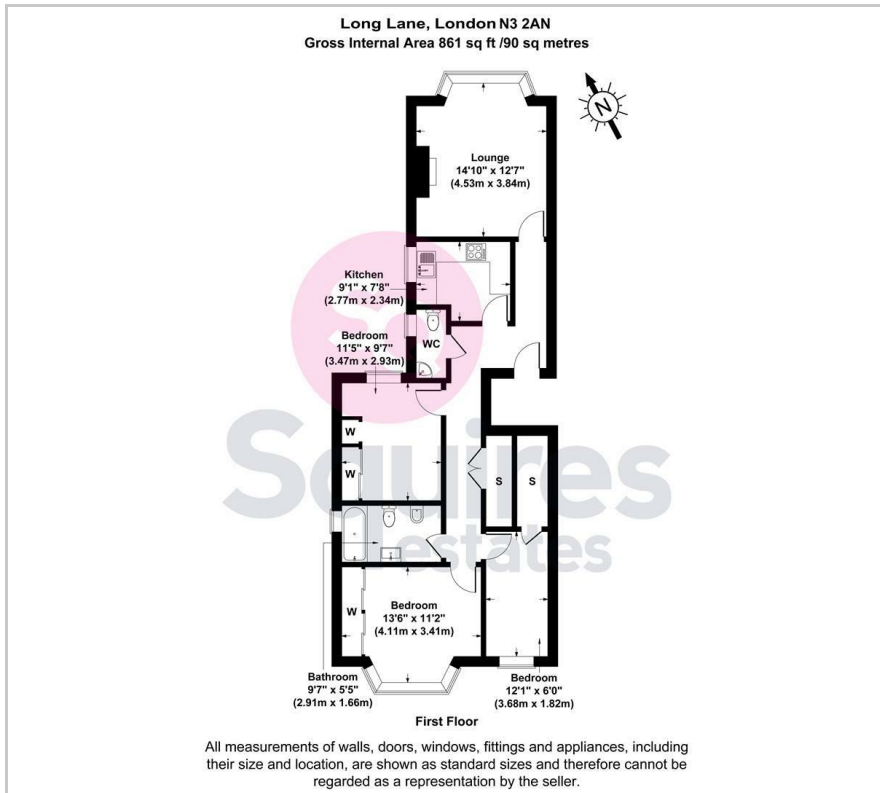 Long Lane, London N3 2AN
Gross Internal Area 861 sq ft /90 sq metres
N
Lounge
14'10" x 12'7"
(4.53m x 3.84m)
Kitchen
9'1" x 7'8"
(2.77m x 2.34m)
WC
Bedroom
11'5" x 9'7"
(3.47m x 2.93m)
W
W
S
S
Squires
estates
W
Bedroom
13'6" x 11'2"
(4.11m x 3.41m)
Bathroom
9'7" x 5'5"
(2.91m x 1.66m)
Bedroom
12'1" x 6'0"
(3.68m x 1.82m)
First Floor
All measurements of walls, doors, windows, fittings and appliances, including
their size and location, are shown as standard sizes and therefore cannot be
regarded as a representation by the seller.